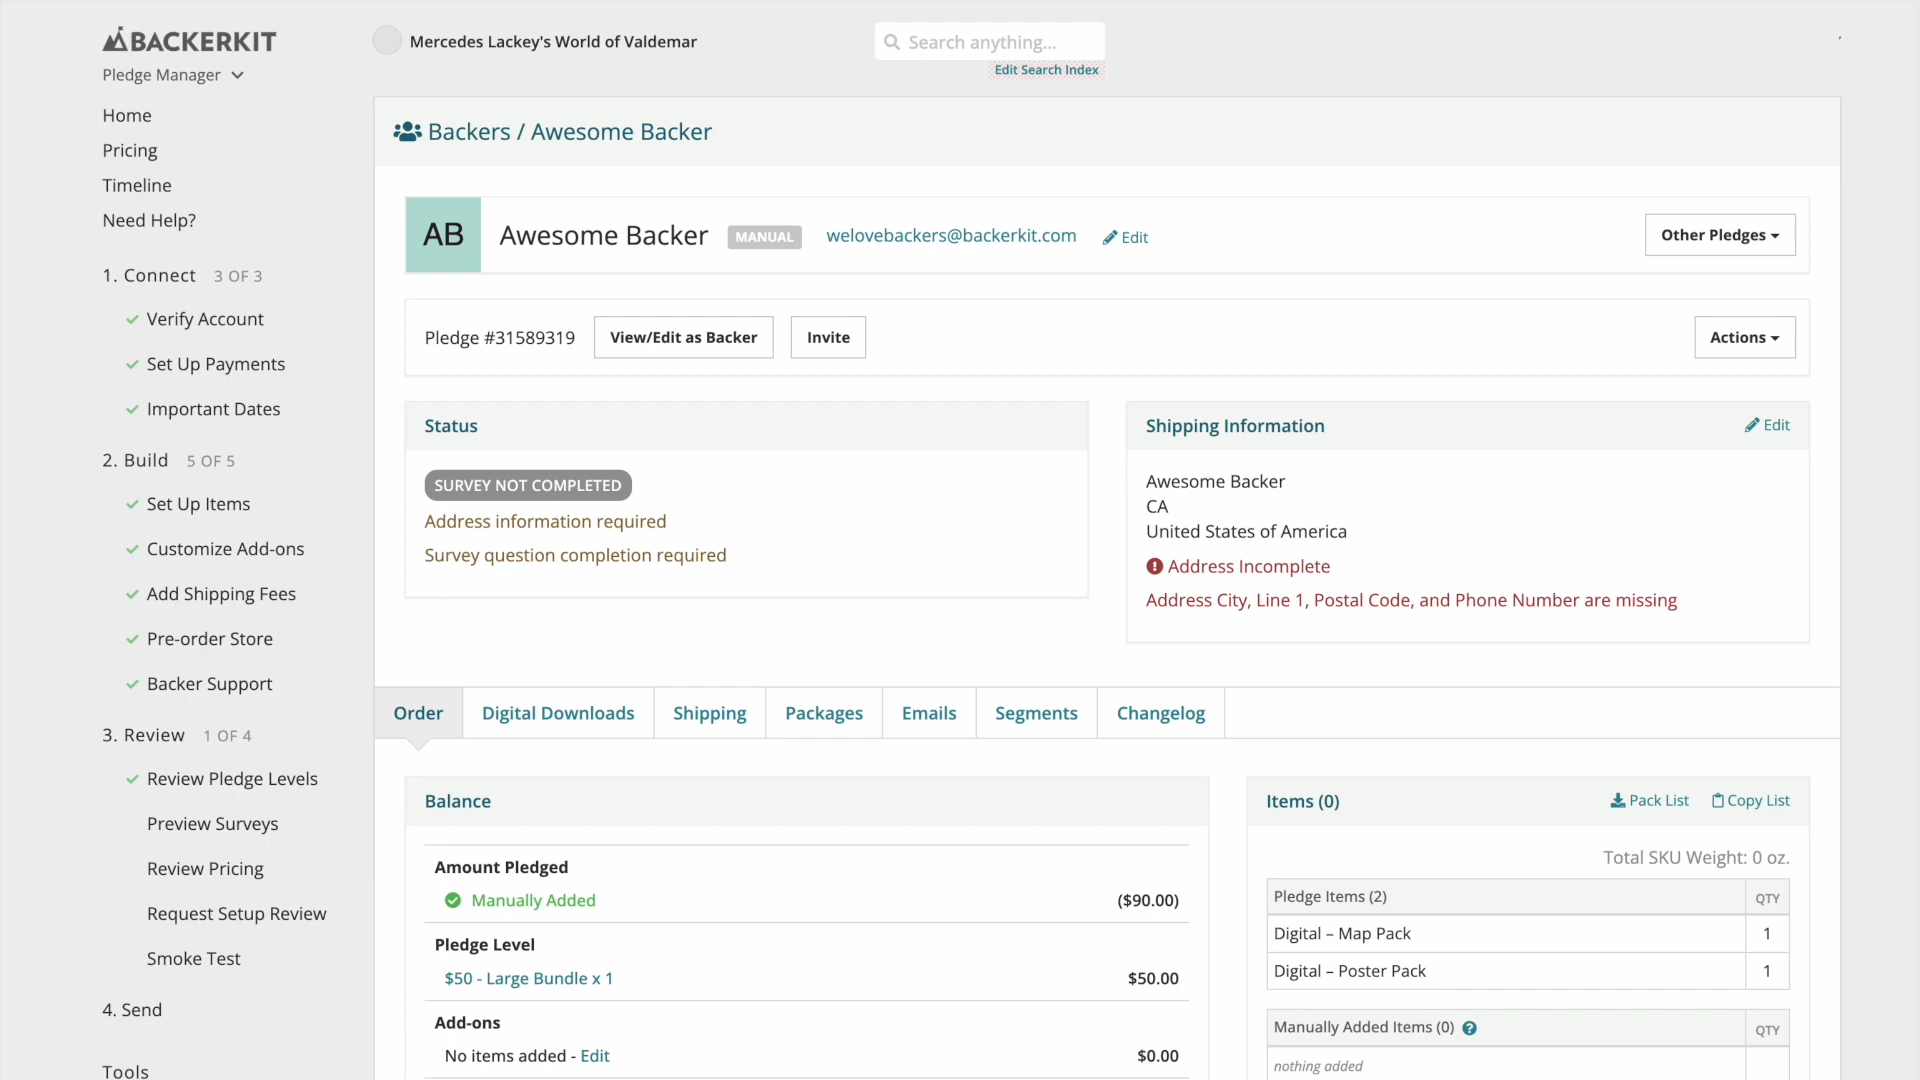 BACKERKIT
Pledge Manager
Mercedes Lackey's World of Valdemar
Search anything...
Edit Search Index
Home
Pricing
Timeline
Need Help?
1. Connect 3 OF 3
Verify Account
Set Up Payments
Important Dates
2. Build 5 OF 5
Set Up Items
Customize Add-ons
Add Shipping Fees
Pre-order Store
Backer Support
3. Review 1 OF 4
Review Pledge Levels
Preview Surveys
Review Pricing
Request Setup Review
Smoke Test
4. Send
Tools
Backers / Awesome Backer
AB Awesome Backer MANUAL welovebackers@backerkit.com Edit Other Pledges
Pledge #31589319 View/Edit as Backer Invite Actions
Status
SURVEY NOT COMPLETED
Address information required
Survey question completion required
Shipping Information Edit
Awesome Backer
CA
United States of America
Address Incomplete
Address City, Line 1, Postal Code, and Phone Number are missing
Order Digital Downloads Shipping Packages Emails Segments Changelog
Balance
Amount Pledged
Manually Added ($90.00)
Pledge Level
$50 - Large Bundle x 1 $50.00
Add-ons
No items added - Edit $0.00
Items (0) Pack List Copy List
Total SKU Weight: 0 oz.
Pledge Items (2) QTY
Digital – Map Pack 1
Digital – Poster Pack 1
Manually Added Items (0) ? QTY
nothing added